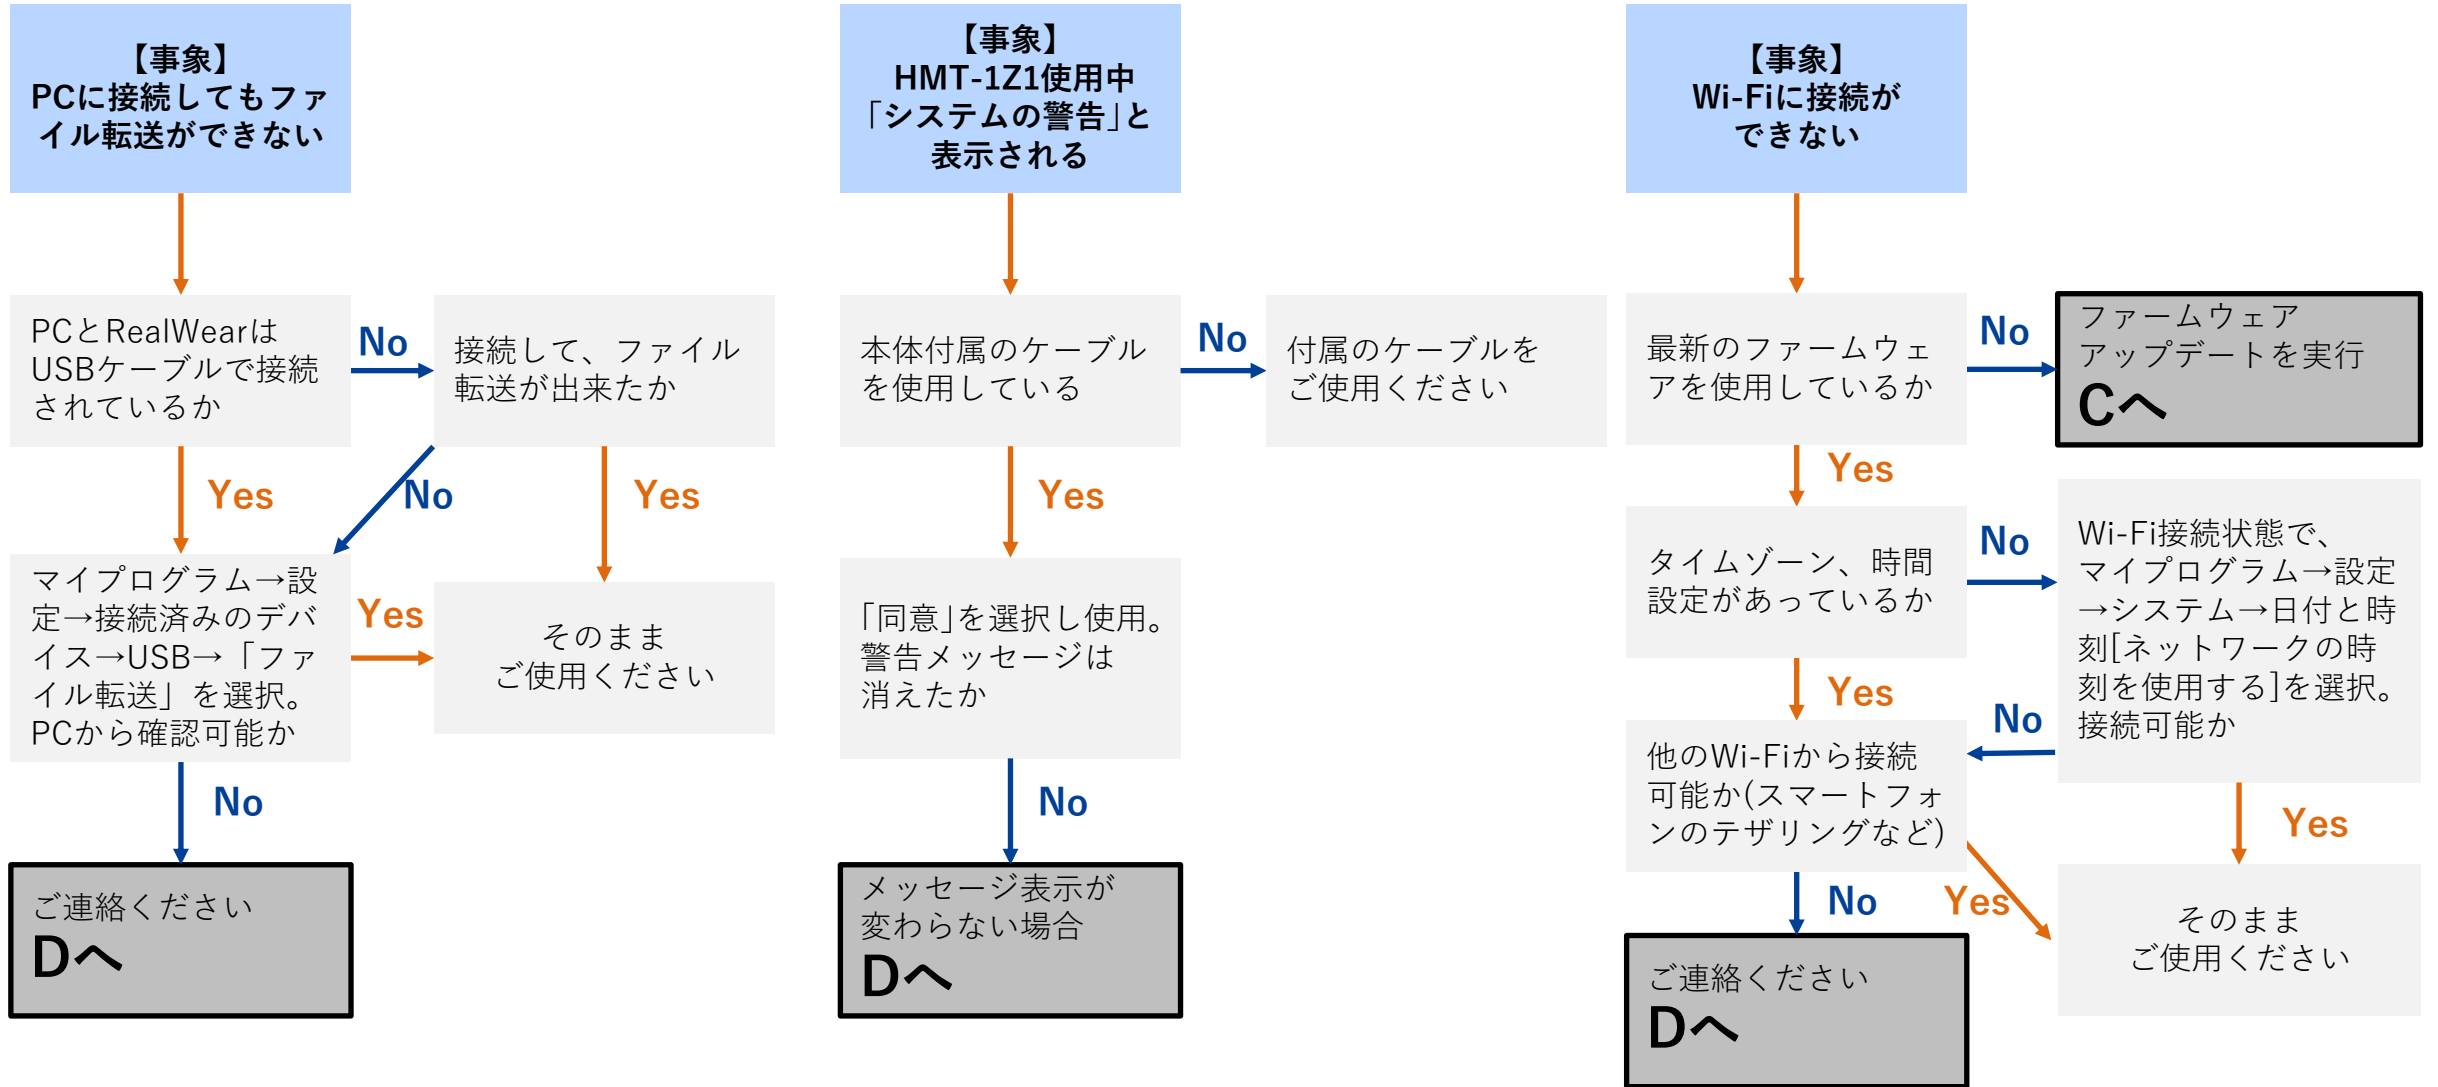 【事象】
PCに接続してもファ
イル転送ができない
PCとRealWearは
USBケーブルで接続
されているか
No
接続して、ファイル
転送が出来たか
Yes
No
Yes
マイプログラム→設
定→接続済みのデバ
イス→USB→「ファ
イル転送」を選択。
PCから確認可能か
Yes
そのまま
ご使用ください
No
ご連絡ください
Dへ
【事象】
HMT-1Z1使用中
「システムの警告」と
表示される
本体付属のケーブル
を使用している
No
付属のケーブルを
ご使用ください
Yes
「同意」を選択し使用。
警告メッセージは
消えたか
No
メッセージ表示が
変わらない場合
Dへ
【事象】
Wi-Fiに接続が
できない
最新のファームウェ
アを使用しているか
No
ファームウェア
アップデートを実行
Cへ
Yes
タイムゾーン、時間
設定があっているか
No
Wi-Fi接続状態で、
マイプログラム→設定
→システム→日付と時
刻[ネットワークの時
刻を使用する]を選択。
接続可能か
Yes
No
他のWi-Fiから接続
可能か(スマートフォ
ンのテザリングなど)
Yes
No
Yes
そのまま
ご使用ください
ご連絡ください
Dへ